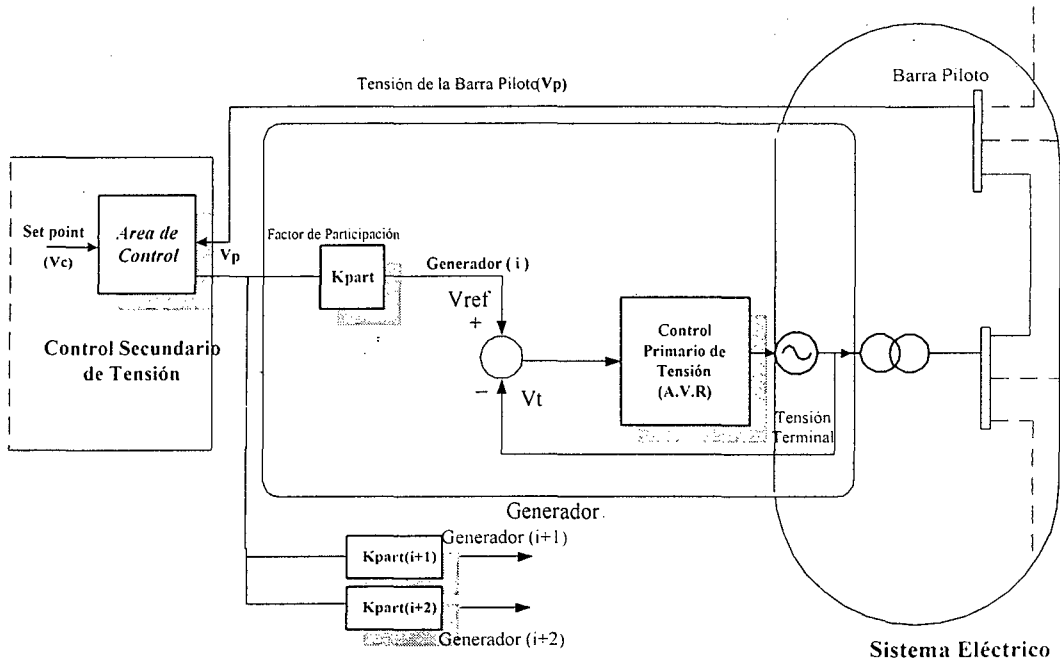 Barra Piloto
Tensión de la Barra Piloto(Vp)
Set point
(Vc)
Area de
Control
Vp
Factor de Participación
Kpart
Generador ( i )
Vref
+
−
Vt
Control
Primario de
Tensión
(A.V.R)
Tensión
Terminal
Control Secundario
de Tensión
Generador
Generador (i+1)
Kpart(i+1)
Kpart(i+2)
Generador (i+2)
Sistema Eléctrico